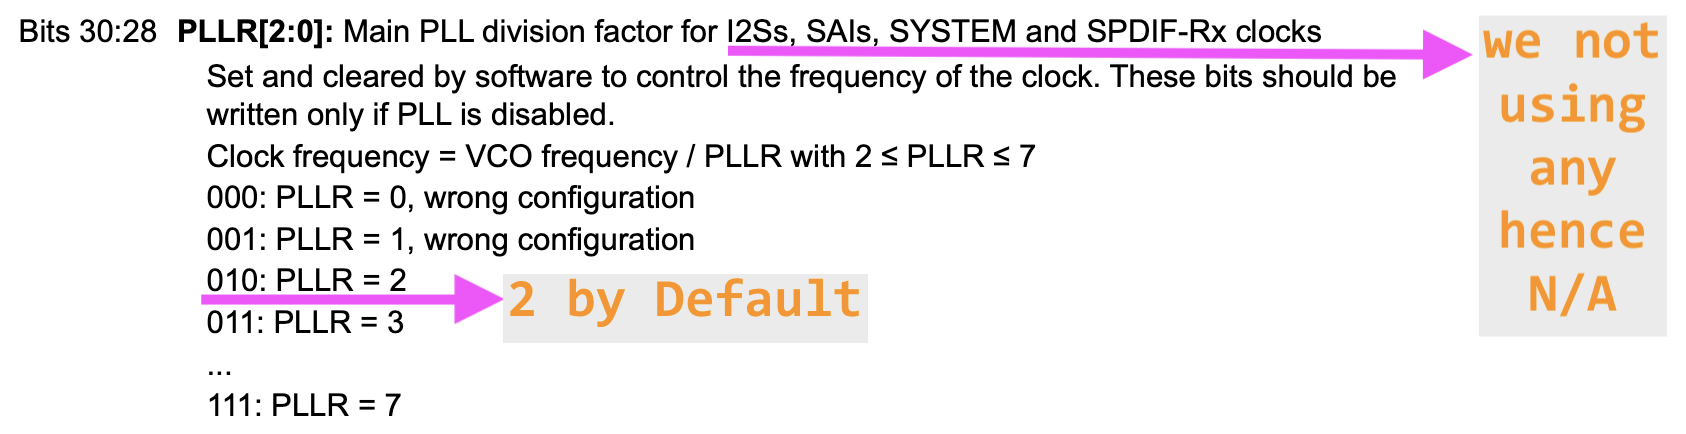 Bits 30:28 PLLR[2:0]: Main PLL division factor for I2Ss, SAIs, SYSTEM and SPDIF-Rx clocks
Set and cleared by software to control the frequency of the clock. These bits should be
written only if PLL is disabled.
Clock frequency = VCO frequency / PLLR with 2 ≤ PLLR ≤ 7
000: PLLR = 0, wrong configuration
001: PLLR = 1, wrong configuration
010: PLLR = 2
2 by Default
011: PLLR = 3
...
111: PLLR = 7
we not
using
any
hence
N/A